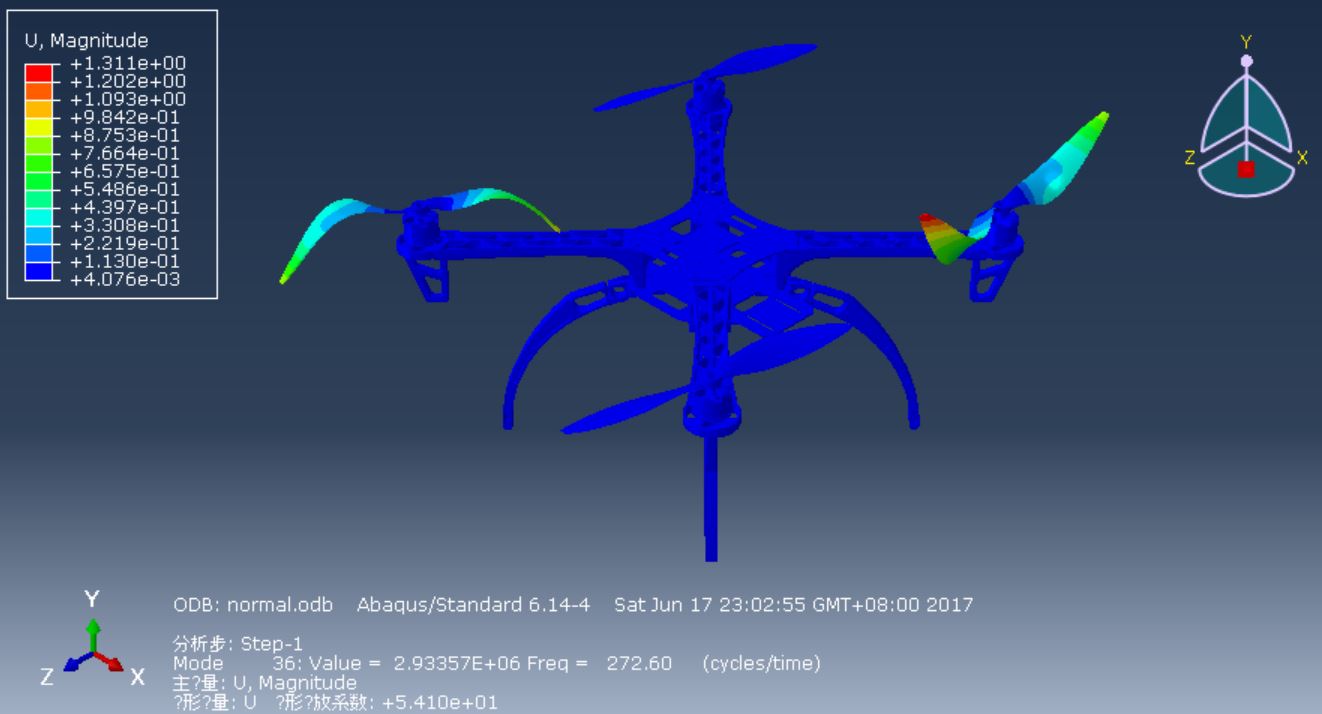 U, Magnitude
+1.311e+00
+1.202e+00
+1.093e+00
+9.842e-01
+8.753e-01
+7.664e-01
+6.575e-01
+5.486e-01
+4.397e-01
+3.308e-01
+2.219e-01
+1.130e-01
+4.076e-03
Y
Z
X
Y
Z
X
ODB: normal.odb Abaqus/Standard 6.14-4 Sat Jun 17 23:02:55 GMT+08:00 2017
分析步: Step-1
Mode 36: Value = 2.93357E+06 Freq = 272.60 (cycles/time)
主?量: U, Magnitude
?形?量: U ?形?放系数: +5.410e+01